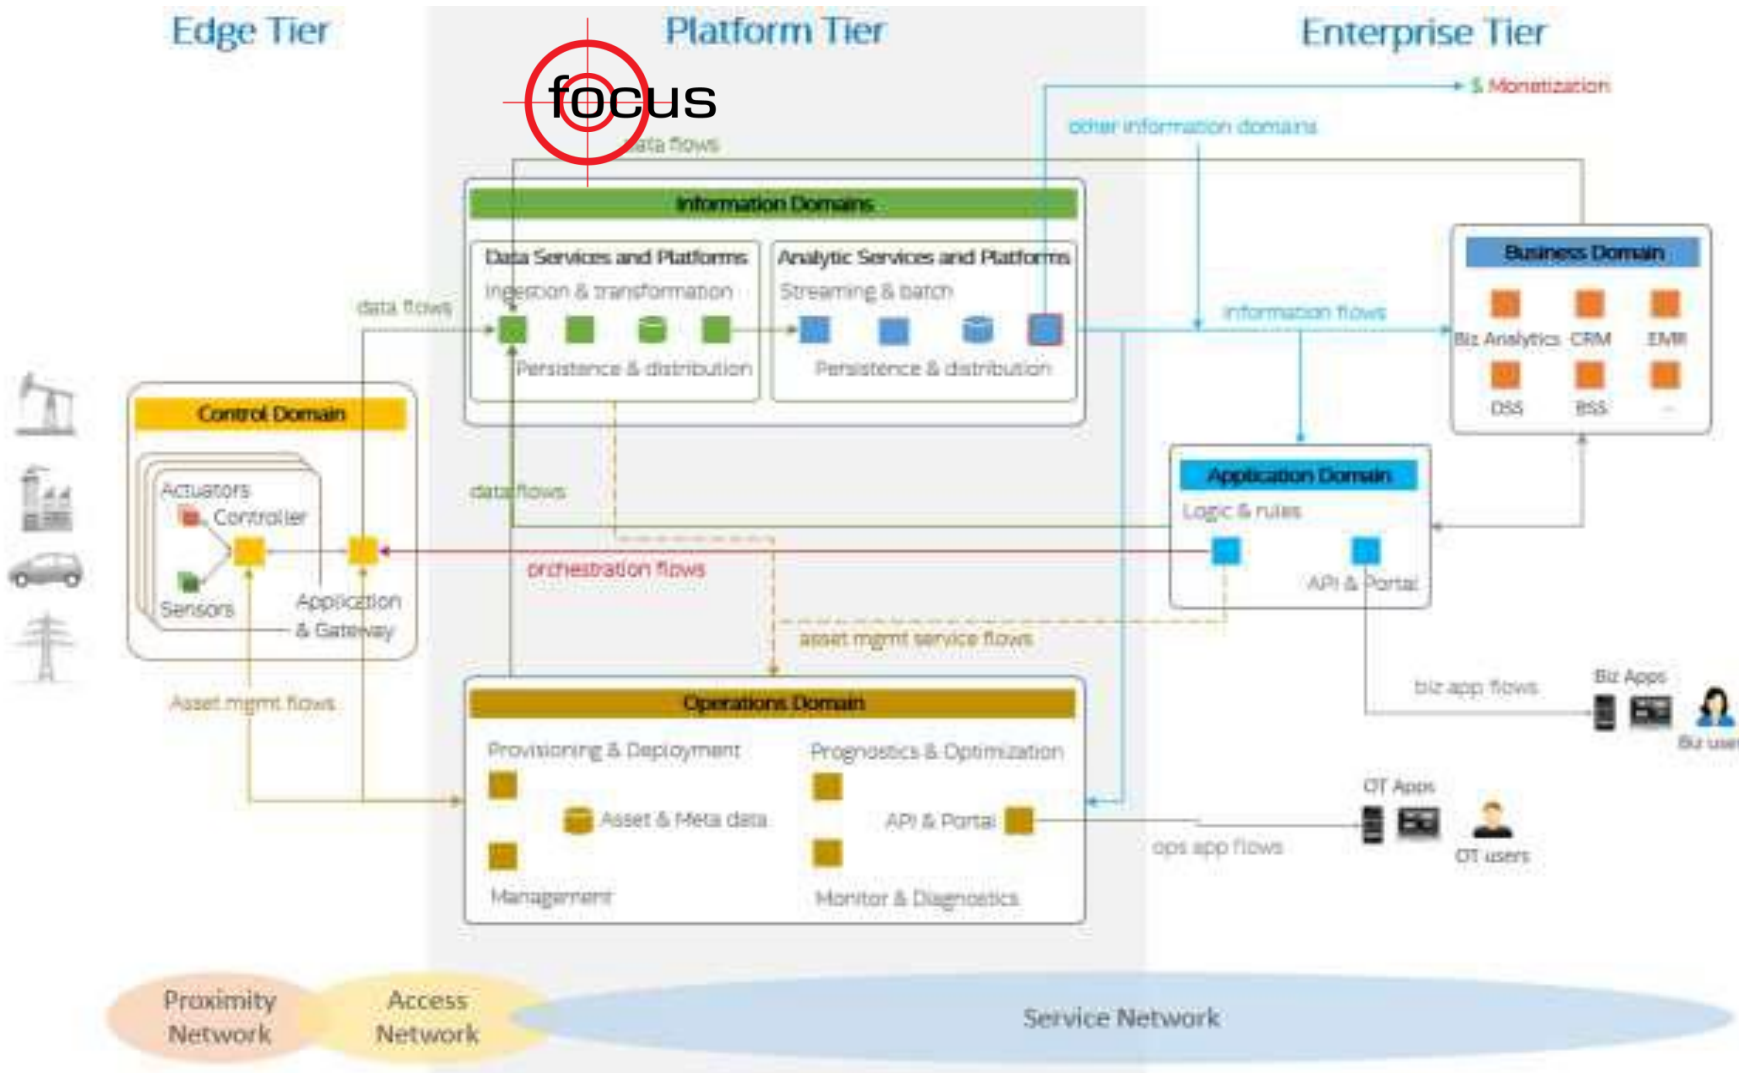 Edge Tier
Platform Tier
Enterprise Tier
focus
$ Monetization
other information domains
data flows
Information Domains
Data Services and Platforms
Ingestion & transformation
Persistence & distribution
Analytic Services and Platforms
Streaming & batch
Persistence & distribution
data flows
information flows
Business Domain
Biz Analytics
CRM
EMR
OSS
BSS
...
Control Domain
Actuators
Controller
Sensors
Application
& Gateway
data flows
Application Domain
Logic & rules
API & Portal
orchestration flows
asset mgmt service flows
Asset mgmt flows
Operations Domain
Provisioning & Deployment
Prognostics & Optimization
Asset & Meta data
API & Portal
Management
Monitor & Diagnostics
biz app flows
Biz Apps
Biz user
OT Apps
ops app flows
OT users
Proximity
Network
Access
Network
Service Network